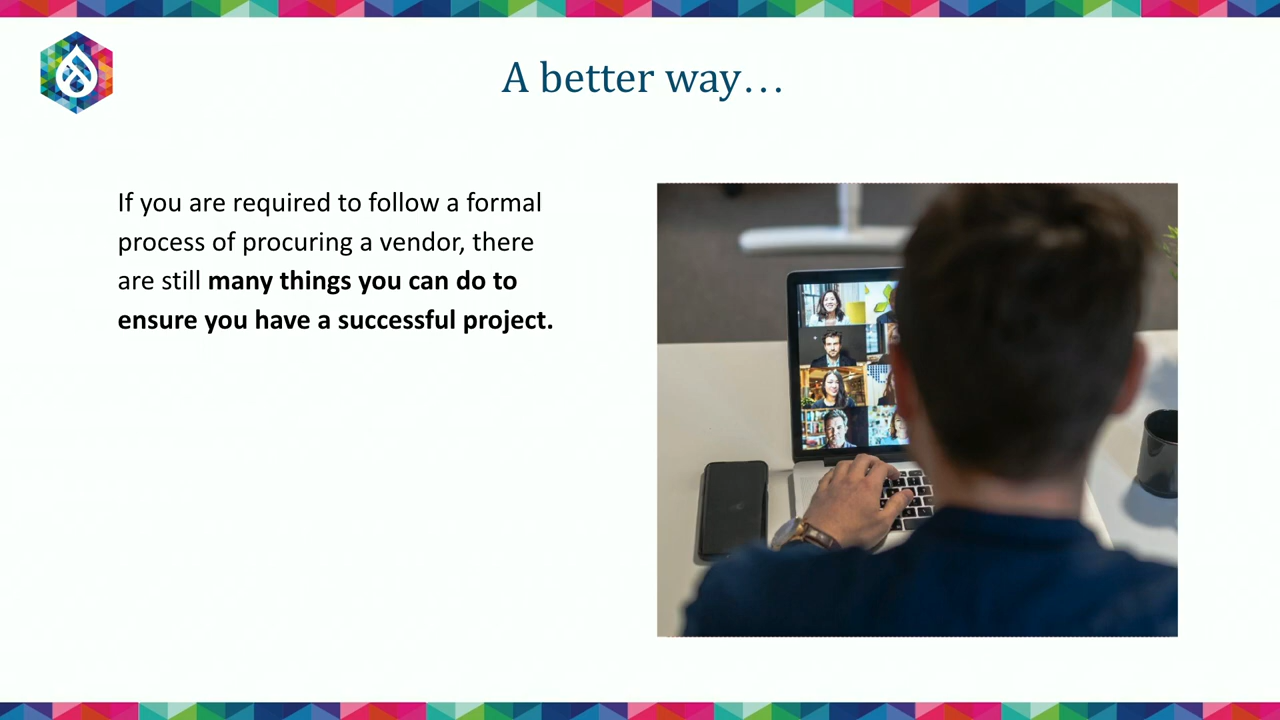 A better way...
If you are required to follow a formal
process of procuring a vendor, there
are still many things you can do to
ensure you have a successful project.